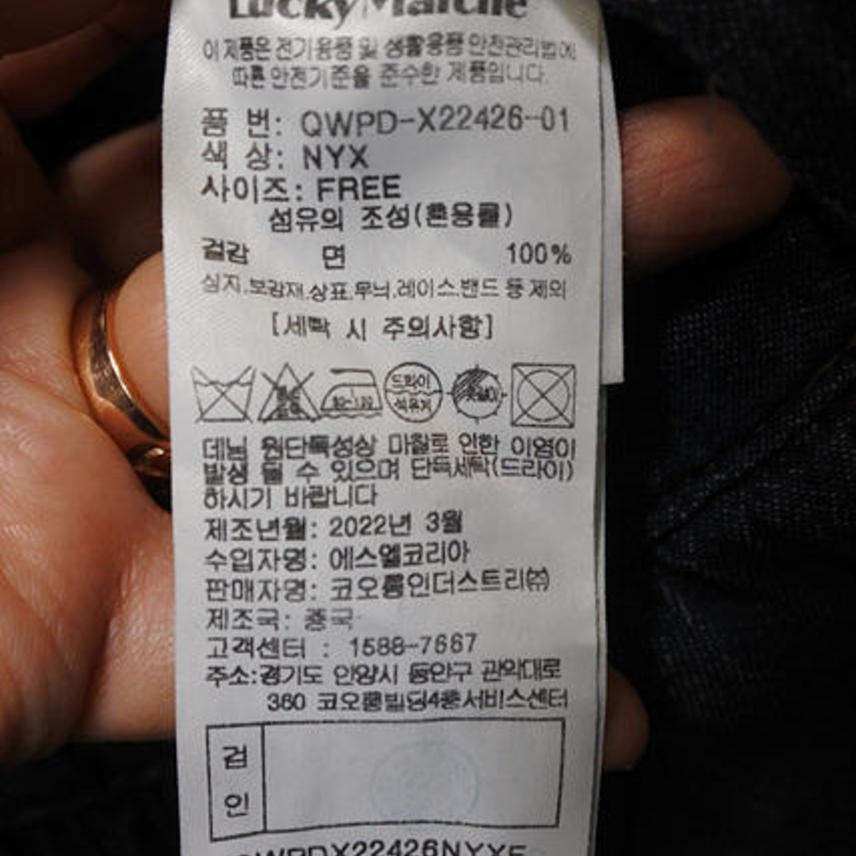 Lucky Marché
이 제품은 전기용품 및 생활용품 안전관리법에
따른 안전기준을 준수한 제품입니다.
품 번: QWPD-X22426-01
색 상: NYX
사이즈: FREE
섬유의 조성(혼용률)
겉감 면 100%
심지.보강재.상표.무늬.레이스.밴드 등 제외
[세탁 시 주의사항]
80~120 드라이
석유계
데님 원단특성상 마찰로 인한 이염이
발생 될 수 있으며 단독세탁(드라이)
하시기 바랍니다
제조년월: 2022년 3월
수입자명: 에스엘코리아
판매자명: 코오롱인더스트리㈜
제조국: 중국
고객센터 : 1588-7667
주소:경기도 안양시 동안구 관악대로
360 코오롱빌딩4층서비스센터
검
인
QWPDX22426NYXF